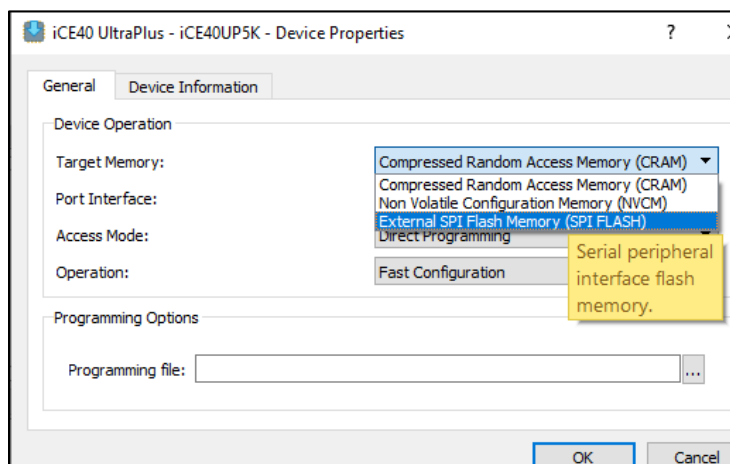 iCE40 UltraPlus - iCE40UP5K - Device Properties ?
General Device Information
Device Operation
Target Memory: Compressed Random Access Memory (CRAM)
Compressed Random Access Memory (CRAM)
Port Interface:
Non Volatile Configuration Memory (NVCM)
External SPI Flash Memory (SPI FLASH)
Access Mode: Direct Programming
Serial peripheral
interface flash
memory.
Operation: Fast Configuration
Programming Options
Programming file: ...
OK Cancel